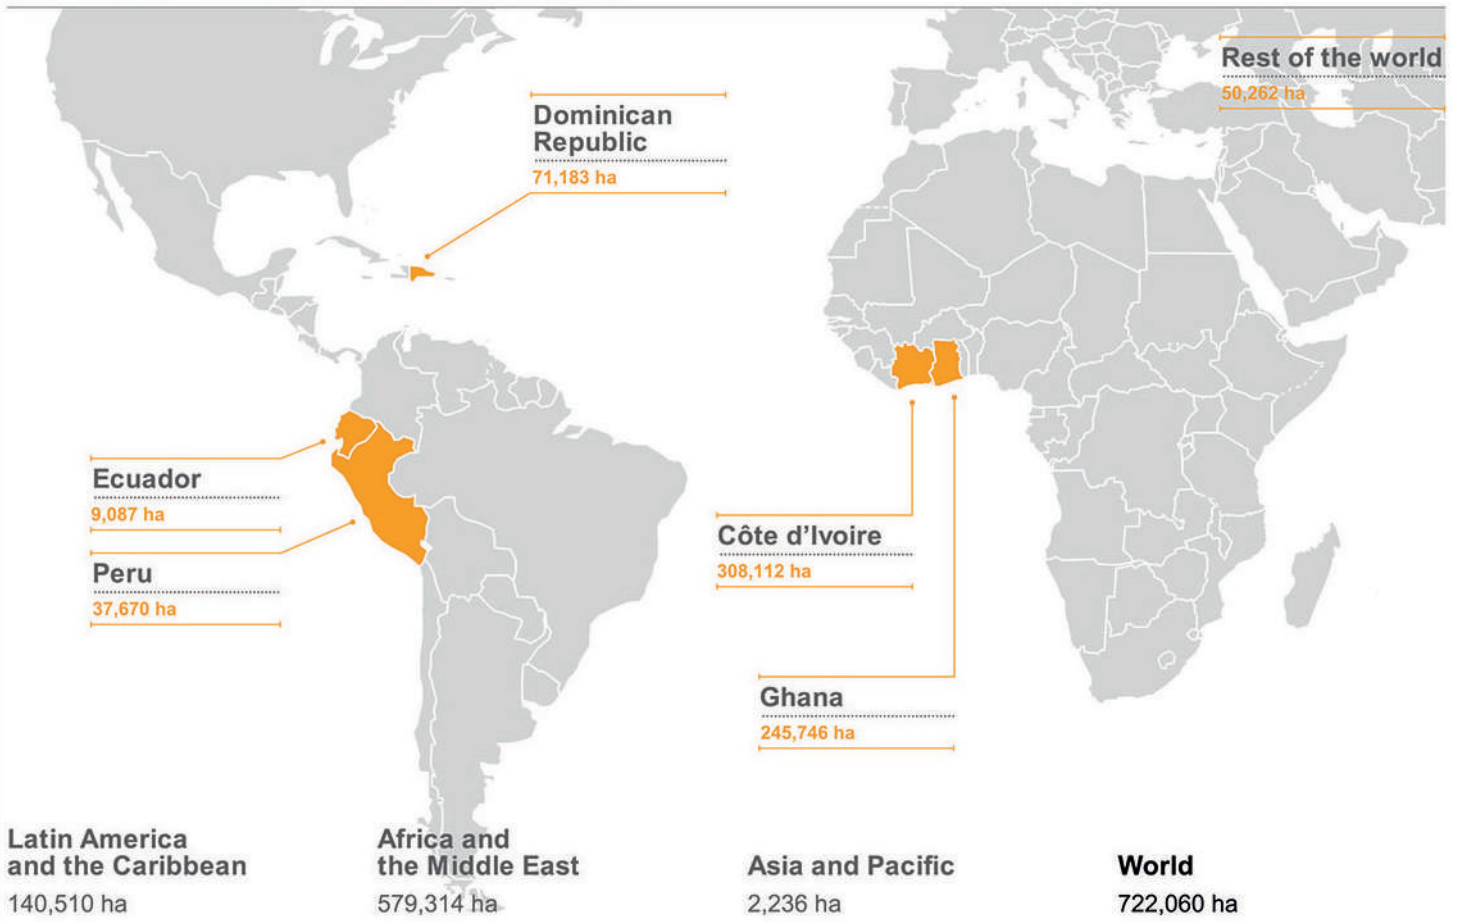 Rest of the world
50,262 ha
Dominican
Republic
71,183 ha
Ecuador
9,087 ha
Peru
37,670 ha
Côte d’Ivoire
308,112 ha
Ghana
245,746 ha
Latin America
and the Caribbean
140,510 ha
Africa and
the Middle East
579,314 ha
Asia and Pacific
2,236 ha
World
722,060 ha